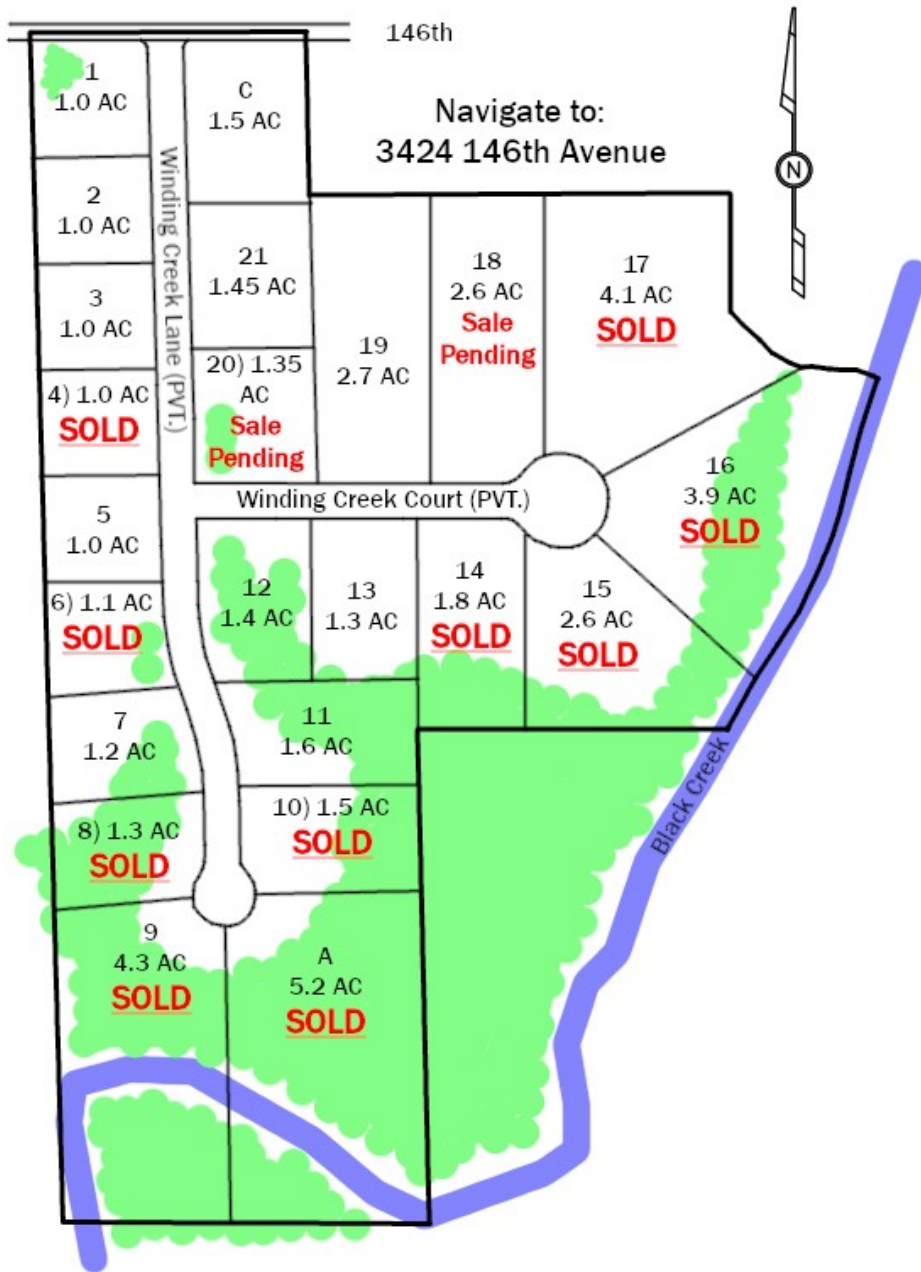 146th
Navigate to:
3424 146th Avenue
N
1
1.0 AC
C
1.5 AC
2
1.0 AC
Winding Creek Lane (PVT.)
21
1.45 AC
18
2.6 AC
Sale
Pending
17
4.1 AC
SOLD
3
1.0 AC
19
2.7 AC
20) 1.35
AC
Sale
Pending
4) 1.0 AC
SOLD
16
3.9 AC
SOLD
Winding Creek Court (PVT.)
5
1.0 AC
12
1.4 AC
13
1.3 AC
14
1.8 AC
SOLD
15
2.6 AC
SOLD
6) 1.1 AC
SOLD
7
1.2 AC
11
1.6 AC
Black Creek
8) 1.3 AC
SOLD
10) 1.5 AC
SOLD
9
4.3 AC
SOLD
A
5.2 AC
SOLD